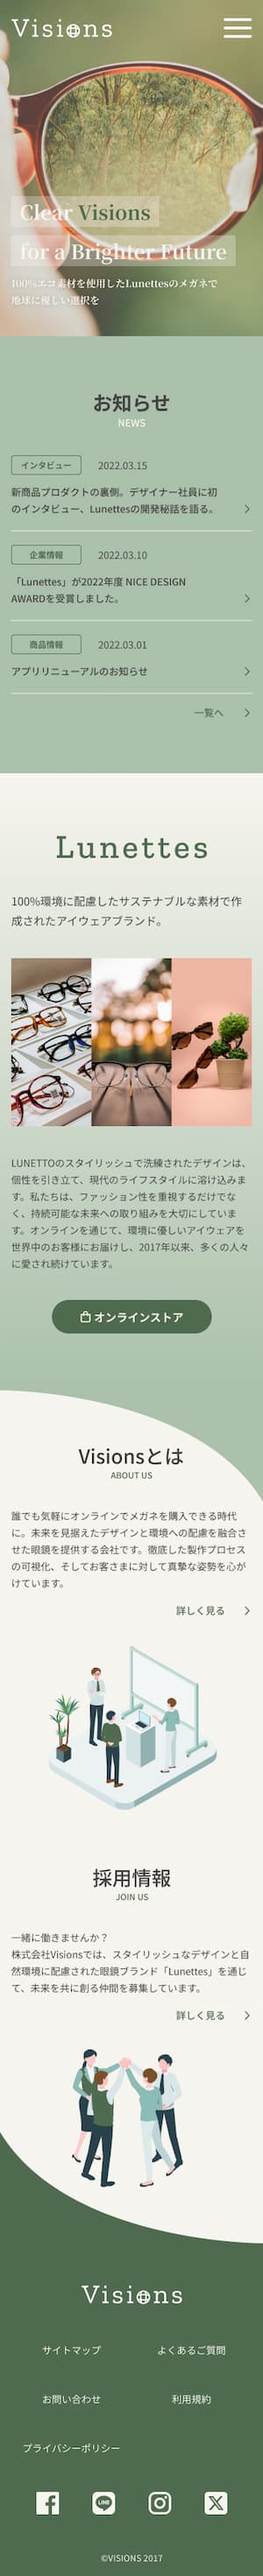 Visions
Clear Visions
for a Brighter Future
100%エコ素材を使用したLunettesのメガネで
地球に優しい選択を
お知らせ
NEWS
インタビュー 2022.03.15
新商品プロダクトの裏側。デザイナー社員に初
のインタビュー、Lunettesの開発秘話を語る。
企業情報 2022.03.10
「Lunettes」が2022年度 NICE DESIGN
AWARDを受賞しました。
商品情報 2022.03.01
アプリリニューアルのお知らせ
一覧へ
Lunettes
100%環境に配慮したサステナブルな素材で作
成されたアイウェアブランド。
LUNETTOのスタイリッシュで洗練されたデザインは、
個性を引き立て、現代のライフスタイルに溶け込みま
す。私たちは、ファッション性を重視するだけでな
く、持続可能な未来への取り組みを大切にしていま
す。オンラインを通じて、環境に優しいアイウェアを
世界中のお客様にお届けし、2017年以来、多くの人々
に愛され続けています。
オンラインストア
Visionsとは
ABOUT US
誰でも気軽にオンラインでメガネを購入できる時代
に。未来を見据えたデザインと環境への配慮を融合さ
せた眼鏡を提供する会社です。徹底した製作プロセス
の可視化、そしてお客さまに対して真摯な姿勢を心が
けています。
詳しく見る
採用情報
JOIN US
一緒に働きませんか？
株式会社Visionsでは、スタイリッシュなデザインと自
然環境に配慮された眼鏡ブランド「Lunettes」を通じ
て、未来を共に創る仲間を募集しています。
詳しく見る
Visions
サイトマップ よくあるご質問
お問い合わせ 利用規約
プライバシーポリシー
LINE
©VISIONS 2017